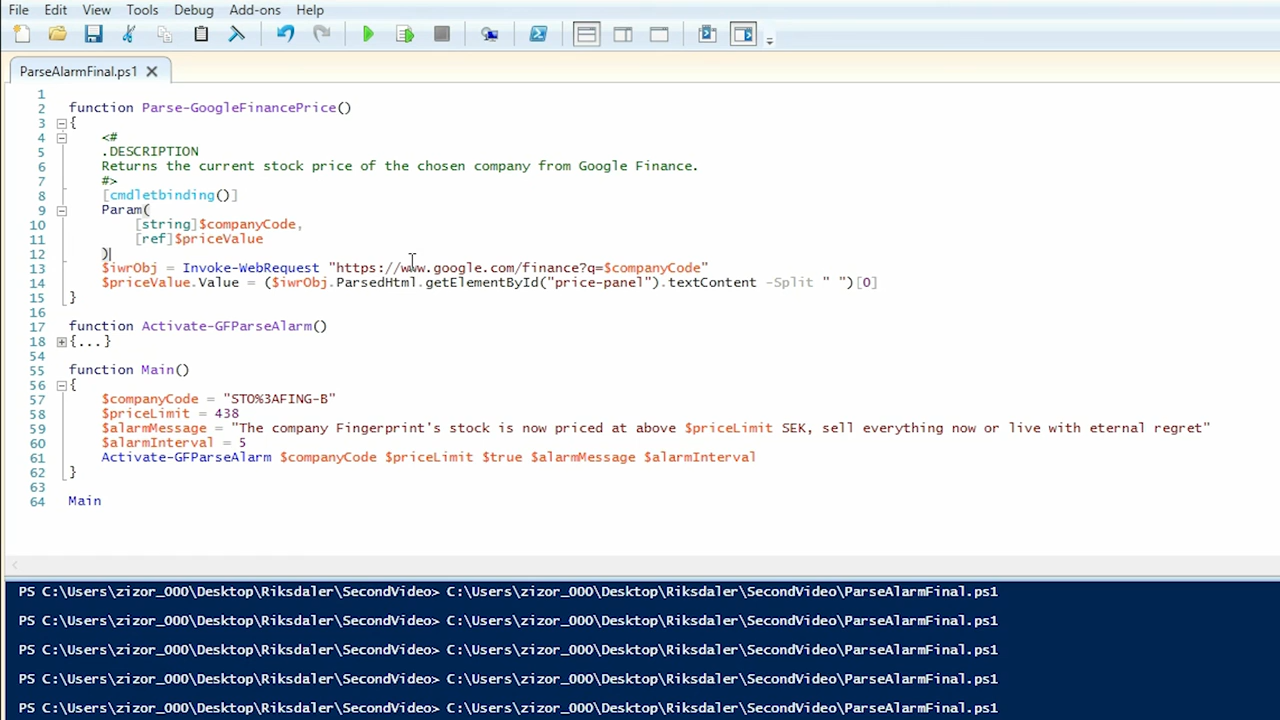 File Edit View Tools Debug Add-ons Help
ParseAlarmFinal.ps1
1
2 function Parse-GoogleFinancePrice()
3 {
4 <#
5 .DESCRIPTION
6 Returns the current stock price of the chosen company from Google Finance.
7 #>
8 [cmdletbinding()]
9 Param(
10 [string]$companyCode,
11 [ref]$priceValue
12 )
13 $iwrObj = Invoke-WebRequest "https://www.google.com/finance?q=$companyCode"
14 $priceValue.Value = ($iwrObj.ParsedHtml.getElementById("price-panel").textContent -Split " ")[0]
15 }
16
17 function Activate-GFParseAlarm()
18 {...}
54
55 function Main()
56 {
57 $companyCode = "STO%3AFING-B"
58 $priceLimit = 438
59 $alarmMessage = "The company Fingerprint's stock is now priced at above $priceLimit SEK, sell everything now or live with eternal regret"
60 $alarmInterval = 5
61 Activate-GFParseAlarm $companyCode $priceLimit $true $alarmMessage $alarmInterval
62 }
63
64 Main
PS C:\Users\zizor_000\Desktop\Riksdaler\SecondVideo> C:\Users\zizor_000\Desktop\Riksdaler\SecondVideo\ParseAlarmFinal.ps1
PS C:\Users\zizor_000\Desktop\Riksdaler\SecondVideo> C:\Users\zizor_000\Desktop\Riksdaler\SecondVideo\ParseAlarmFinal.ps1
PS C:\Users\zizor_000\Desktop\Riksdaler\SecondVideo> C:\Users\zizor_000\Desktop\Riksdaler\SecondVideo\ParseAlarmFinal.ps1
PS C:\Users\zizor_000\Desktop\Riksdaler\SecondVideo> C:\Users\zizor_000\Desktop\Riksdaler\SecondVideo\ParseAlarmFinal.ps1
PS C:\Users\zizor_000\Desktop\Riksdaler\SecondVideo> C:\Users\zizor_000\Desktop\Riksdaler\SecondVideo\ParseAlarmFinal.ps1